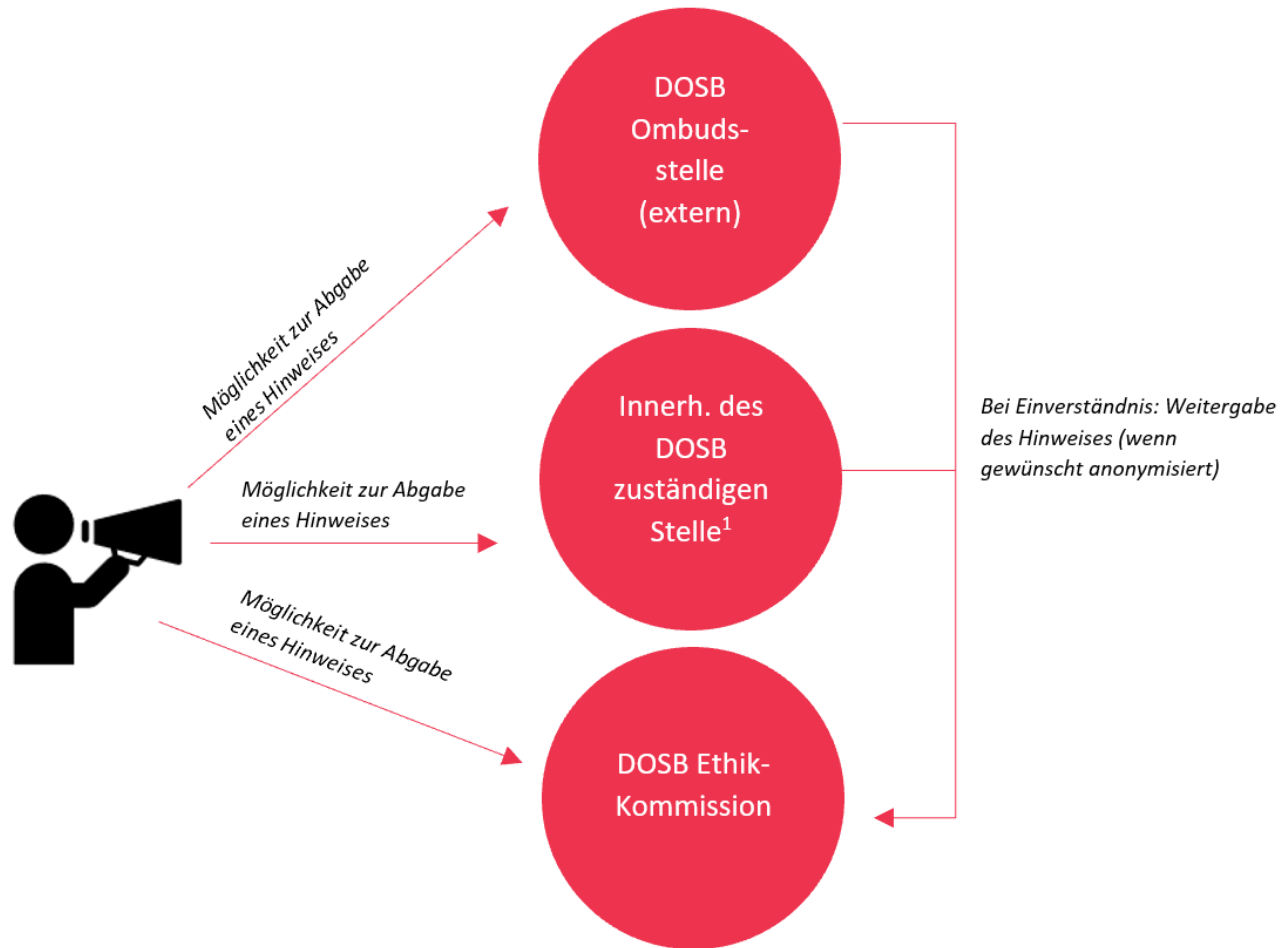 DOSB
Ombuds-
stelle
(extern)
Möglichkeit zur Abgabe
eines Hinweises
Innerh. des
DOSB
zuständigen
Stelle¹
Bei Einverständnis: Weitergabe
des Hinweises (wenn
gewünscht anonymisiert)
Möglichkeit zur Abgabe
eines Hinweises
Möglichkeit zur Abgabe
eines Hinweises
DOSB Ethik-
Kommission